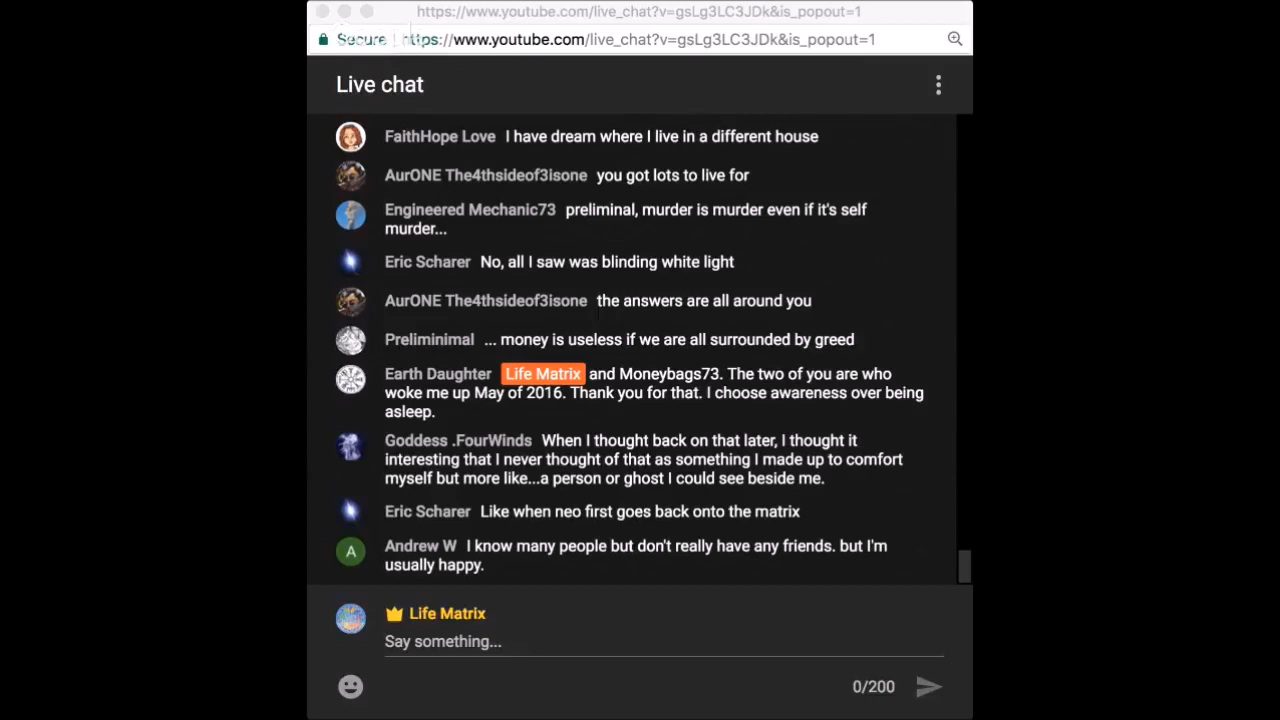 https://www.youtube.com/live_chat?v=gsLg3LC3JDk&is_popout=1
Secure https://www.youtube.com/live_chat?v=gsLg3LC3JDk&is_popout=1
Live chat
FaithHope Love I have dream where I live in a different house
AurONE The4thsideof3isone you got lots to live for
Engineered Mechanic73 preliminal, murder is murder even if it's self
murder...
Eric Scharer No, all I saw was blinding white light
AurONE The4thsideof3isone the answers are all around you
Preliminimal ... money is useless if we are all surrounded by greed
Earth Daughter Life Matrix and Moneybags73. The two of you are who
woke me up May of 2016. Thank you for that. I choose awareness over being
asleep.
Goddess .FourWinds When I thought back on that later, I thought it
interesting that I never thought of that as something I made up to comfort
myself but more like...a person or ghost I could see beside me.
Eric Scharer Like when neo first goes back onto the matrix
A Andrew W I know many people but don't really have any friends. but I'm
usually happy.
Life Matrix
Say something...
0/200